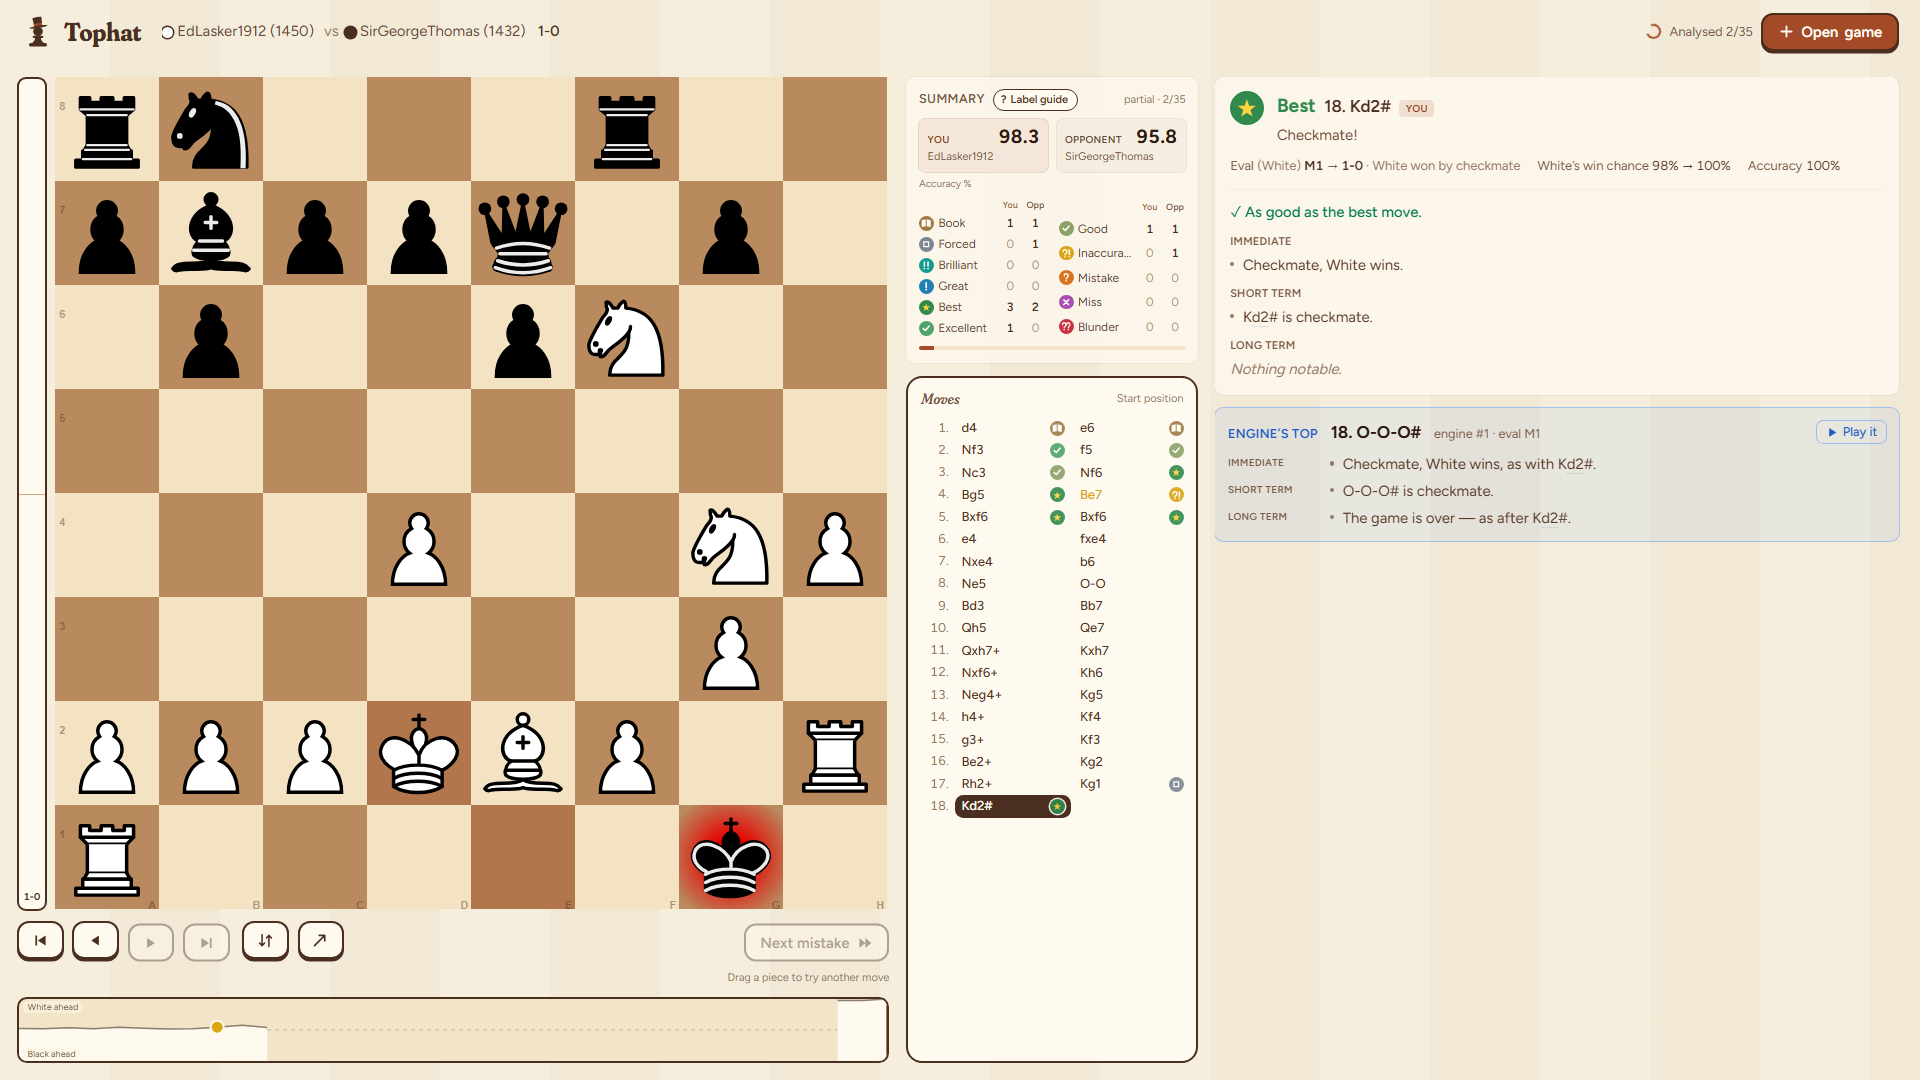 Tophat
EdLasker1912 (1450) vs SirGeorgeThomas (1432) 1-0
Analysed 2/35
+ Open game
8
7
6
5
4
3
2
1
A B C D E F G H
1-0
Next mistake
Drag a piece to try another move
White ahead
Black ahead
SUMMARY
? Label guide
partial · 2/35
YOU 98.3
EdLasker1912
OPPONENT 95.8
SirGeorgeThomas
Accuracy %
You Opp
Book 1 1
Forced 0 1
Brilliant 0 0
Great 0 0
Best 3 2
Excellent 1 0
You Opp
Good 1 1
Inaccura... 0 1
Mistake 0 0
Miss 0 0
Blunder 0 0
Moves
Start position
1. d4 e6
2. Nf3 f5
3. Nc3 Nf6
4. Bg5 Be7
5. Bxf6 Bxf6
6. e4 fxe4
7. Nxe4 b6
8. Ne5 O-O
9. Bd3 Bb7
10. Qh5 Qe7
11. Qxh7+ Kxh7
12. Nxf6+ Kh6
13. Neg4+ Kg5
14. h4+ Kf4
15. g3+ Kf3
16. Be2+ Kg2
17. Rh2+ Kg1
18. Kd2#
Best 18. Kd2# YOU
Checkmate!
Eval (White) M1 → 1-0 · White won by checkmate White's win chance 98% → 100% Accuracy 100%
✓ As good as the best move.
IMMEDIATE
• Checkmate, White wins.
SHORT TERM
• Kd2# is checkmate.
LONG TERM
Nothing notable.
ENGINE'S TOP 18. O-O-O# engine #1 · eval M1
Play it
IMMEDIATE • Checkmate, White wins, as with Kd2#.
SHORT TERM • O-O-O# is checkmate.
LONG TERM • The game is over — as after Kd2#.